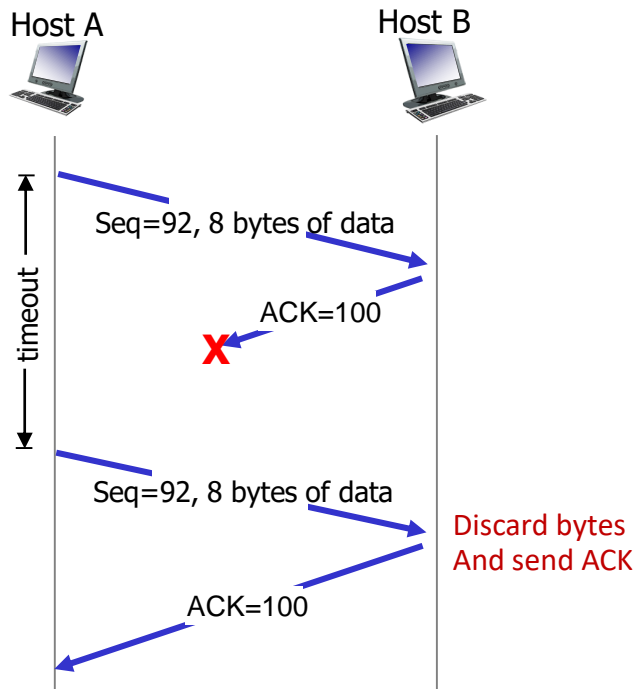 Host A
Host B
Seq=92, 8 bytes of data
ACK=100
timeout
X
Seq=92, 8 bytes of data
Discard bytes
And send ACK
ACK=100